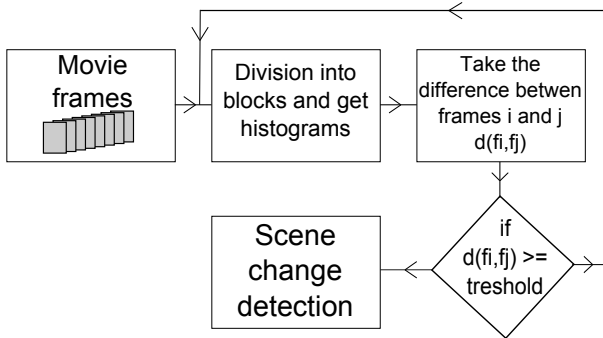 Movie
frames
Division into
blocks and get
histograms
Take the
difference betwen
frames i and j
d(fi,fj)
if
d(fi,fj) >=
treshold
Scene
change
detection